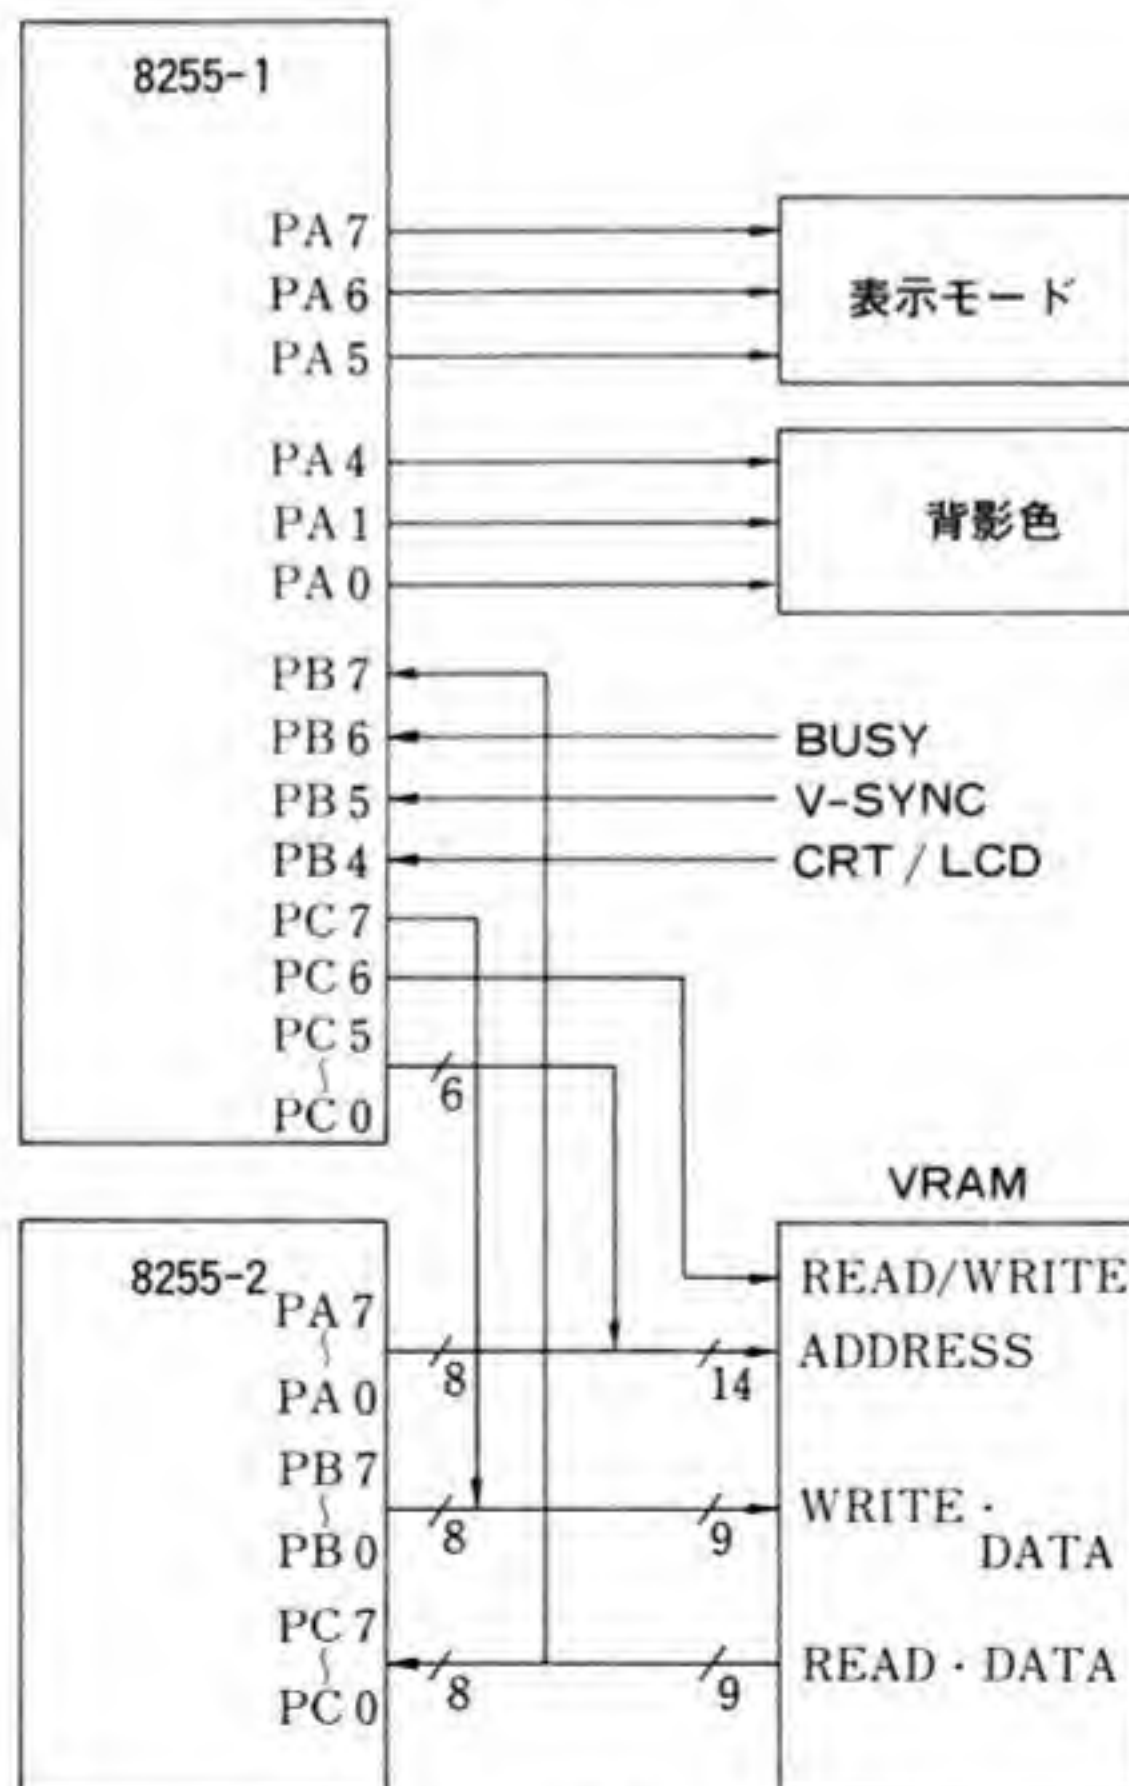 8255-1
PA7
PA6
PA5
表示モード
PA4
PA1
PA0
背影色
PB7
PB6
BUSY
PB5
V-SYNC
PB4
CRT / LCD
PC7
PC6
PC5
PC0
6
VRAM
8255-2
READ/WRITE
PA7
PA0
8
14
ADDRESS
PB7
PB0
8
9
WRITE・
DATA
PC7
PC0
8
9
READ・DATA